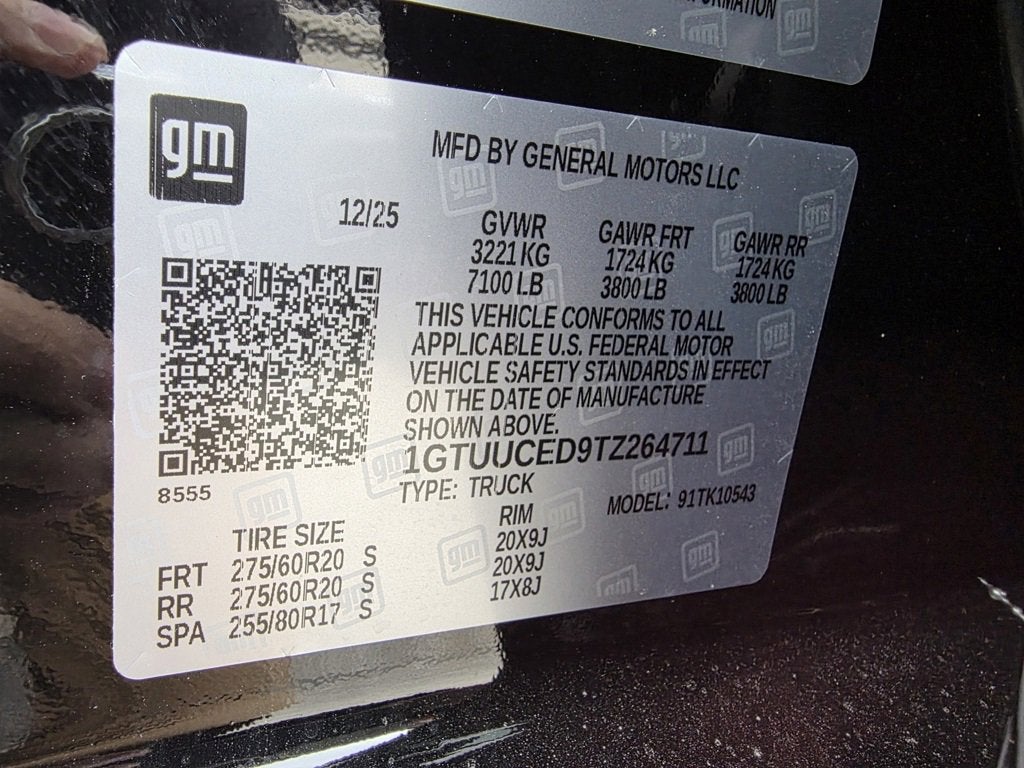 gm
MFD BY GENERAL MOTORS LLC
12/25
GVWR GAWR FRT GAWR RR
3221 KG 1724 KG 1724 KG
7100 LB 3800 LB 3800 LB
THIS VEHICLE CONFORMS TO ALL
APPLICABLE U.S. FEDERAL MOTOR
VEHICLE SAFETY STANDARDS IN EFFECT
ON THE DATE OF MANUFACTURE
SHOWN ABOVE.
1GTUUCED9TZ264711
8555
TYPE: TRUCK MODEL: 91TK10543
TIRE SIZE RIM
FRT 275/60R20 S 20X9J
RR 275/60R20 S 20X9J
SPA 255/80R17 S 17X8J